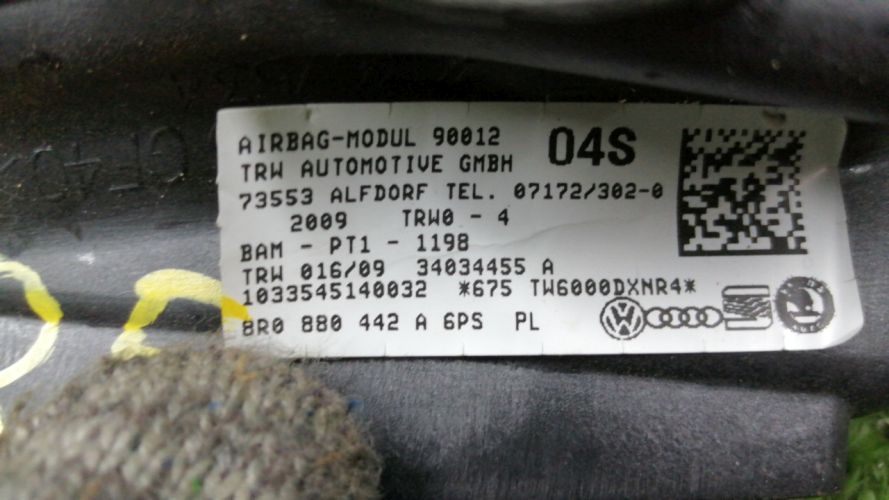 AIRBAG-MODUL 90012
04S
TRW AUTOMOTIVE GMBH
73553 ALFDORF TEL. 07172/302-0
2009 TRW0 - 4
BAM - PT1 - 1198
TRW 016/09 34034455 A
1033545140032 *675 TW6000DXNR4*
8R0 880 442 A 6PS PL